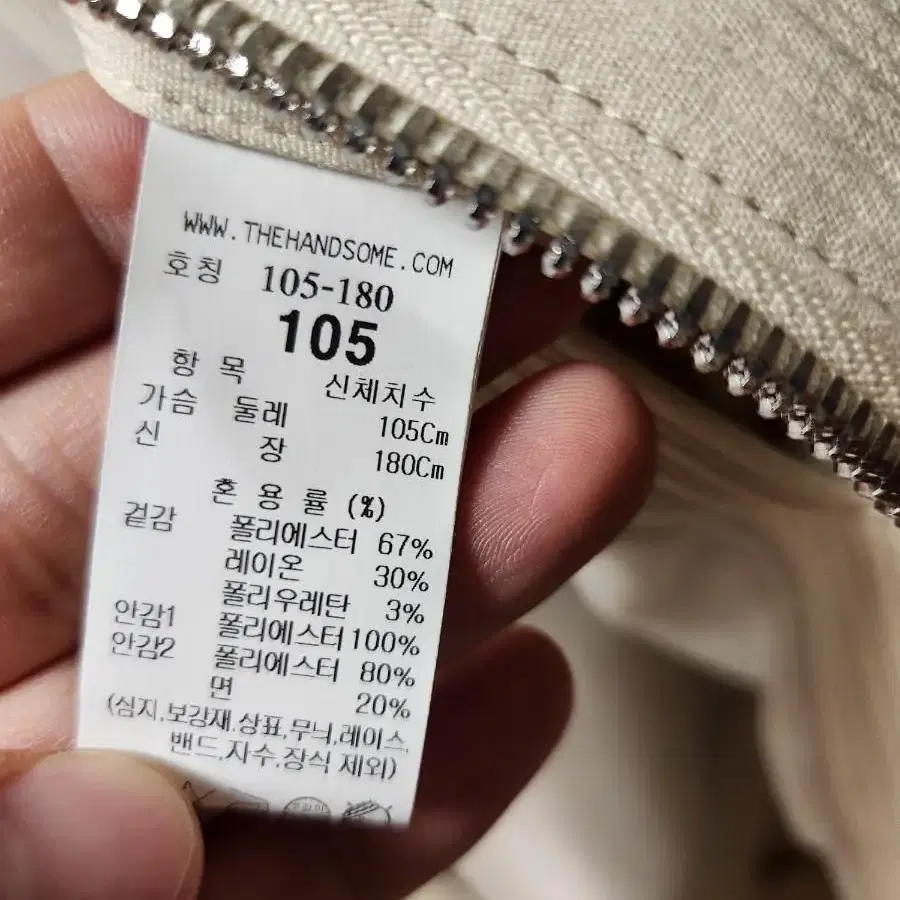 WWW.THEHANDSOME.COM
호칭 105-180
105
항 목 신체치수
가슴 둘레 105Cm
신 장 180Cm
혼 용 률 (%)
겉감 폴리에스터 67%
레이온 30%
폴리우레탄 3%
안감1 폴리에스터 100%
안감2 폴리에스터 80%
면 20%
(심지,보강재,상표,무늬,레이스,
밴드,자수,장식 제외)